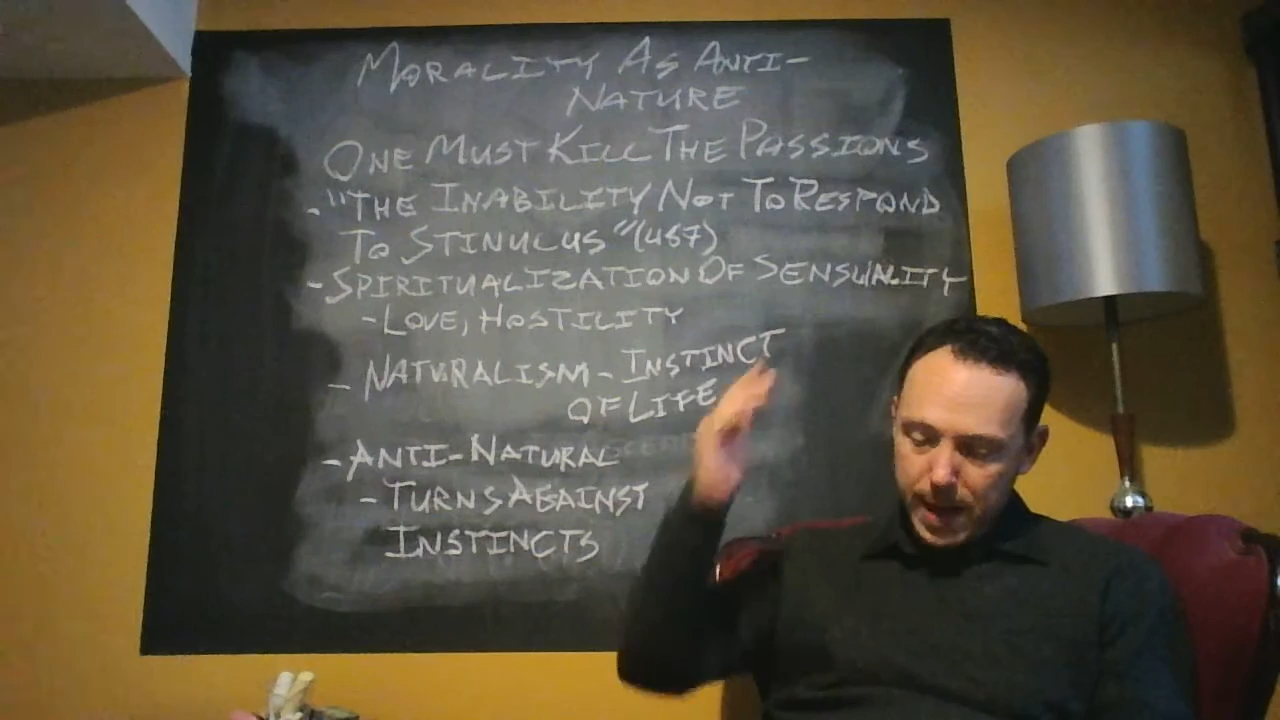 MORALITY AS ANTI-
NATURE
ONE MUST KILL THE PASSIONS
- "THE INABILITY NOT TO RESPOND
TO STINULUS" (487)
- SPIRITUALIZATION OF SENSUALITY
- LOVE, HOSTILITY
- NATURALISM - INSTINCT
OF LIFE
- ANTI-NATURAL
- TURNS AGAINST
INSTINCTS